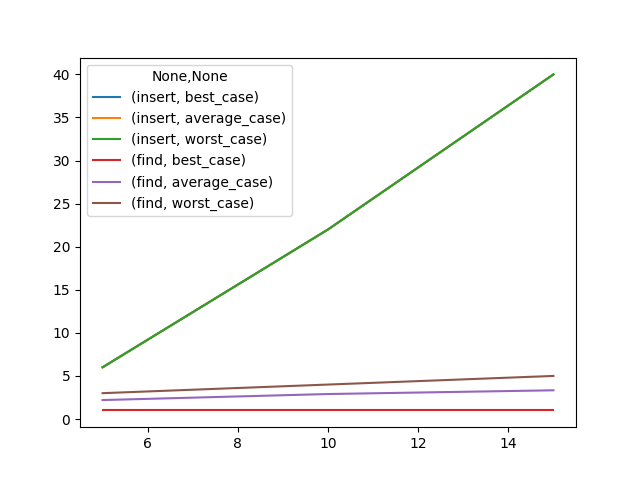 None,None
(insert, best_case)
(insert, average_case)
(insert, worst_case)
(find, best_case)
(find, average_case)
(find, worst_case)
40
35
30
25
20
15
10
5
0
6 8 10 12 14